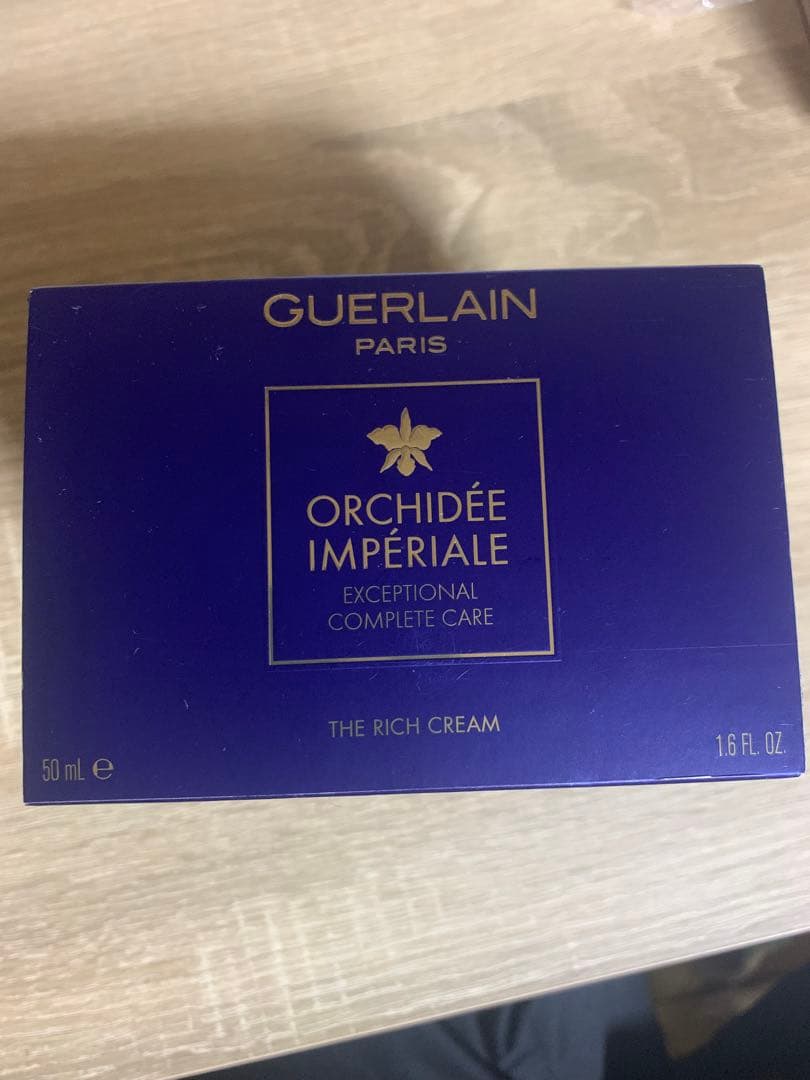 GUERLAIN
PARIS
ORCHIDÉE
IMPÉRIALE
EXCEPTIONAL
COMPLETE CARE
THE RICH CREAM
50 mL ℮
1.6 FL. OZ.